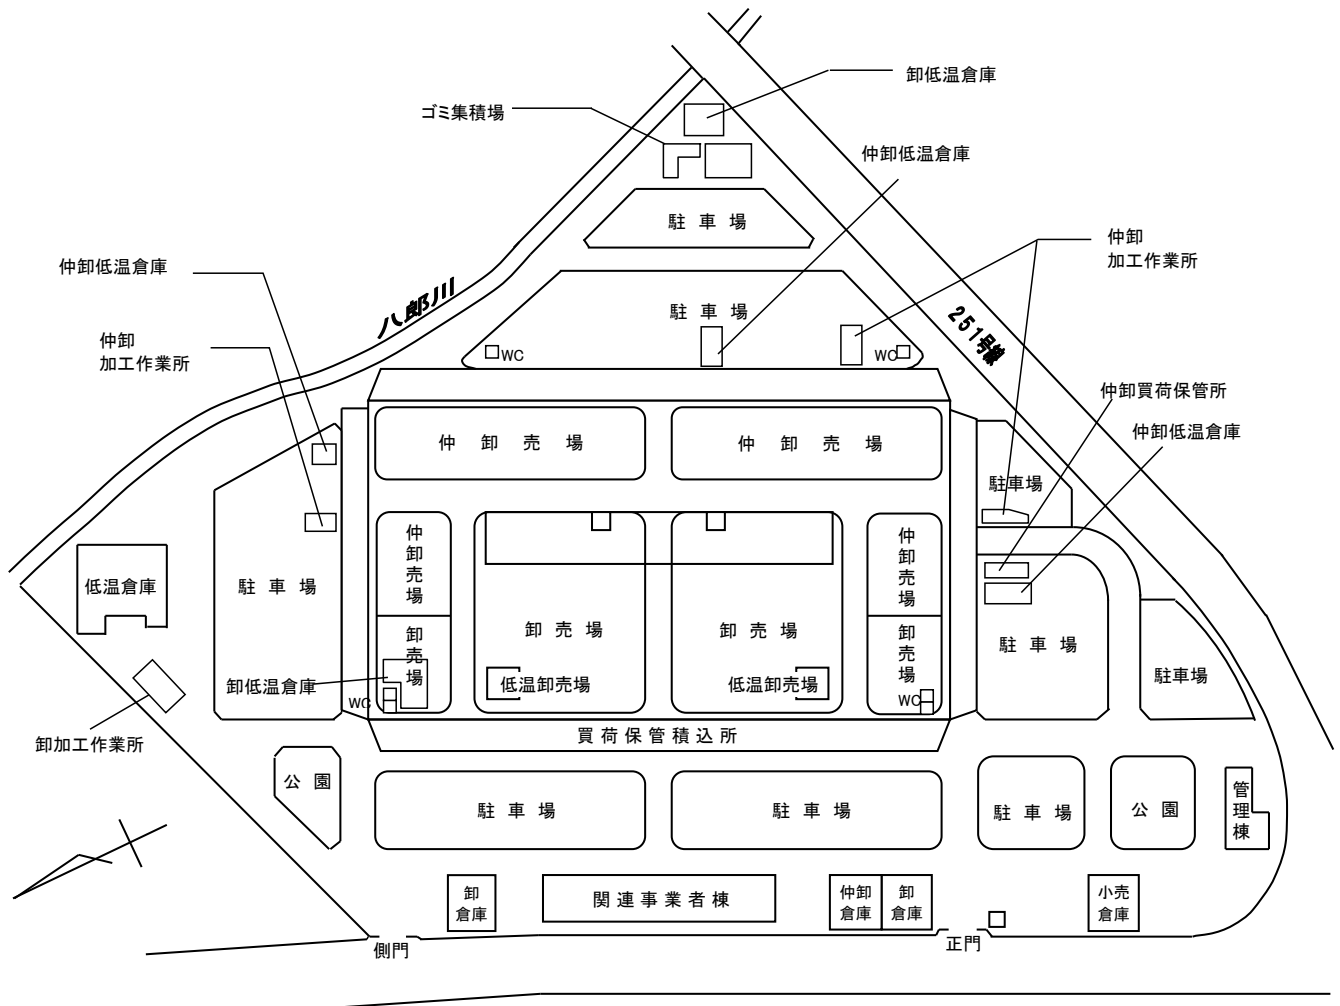 卸低温倉庫
ゴミ集積場
仲卸低温倉庫
駐車場
仲卸
加工作業所
仲卸低温倉庫
八郎川
駐車場
251号線
仲卸
加工作業所
WC
WC
仲卸買荷保管所
仲卸低温倉庫
仲卸売場
仲卸売場
駐車場
仲卸売場
仲卸売場
低温倉庫
駐車場
卸売場
卸売場
卸売場
卸売場
駐車場
駐車場
卸低温倉庫
低温卸売場
低温卸売場
WC
WC
卸加工作業所
買荷保管積込所
公園
駐車場
駐車場
駐車場
公園
管理棟
卸
倉庫
関連事業者棟
仲卸
倉庫
卸
倉庫
小売
倉庫
側門
正門